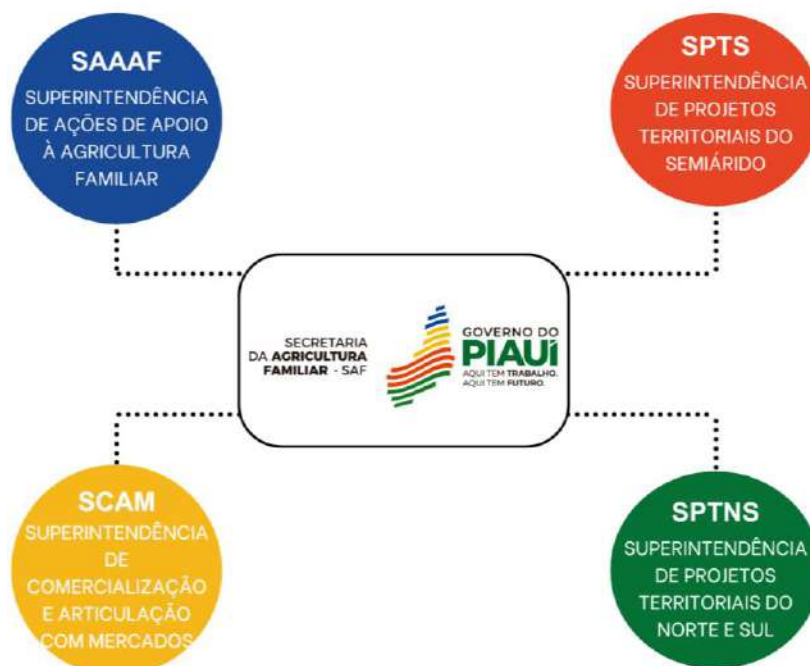 SAAAF
SUPERINTENDÊNCIA
DE AÇÕES DE APOIO
À AGRICULTURA
FAMILIAR
SPTS
SUPERINTENDÊNCIA
DE PROJETOS
TERRITORIAIS DO
SEMIÁRIDO
SECRETARIA
DA AGRICULTURA
FAMILIAR - SAF
GOVERNO DO
PIAUÍ
AQUI TEM TRABALHO.
AQUI TEM FUTURO.
SCAM
SUPERINTENDÊNCIA
DE
COMERCIALIZAÇÃO
E ARTICULAÇÃO
COM MERCADOS
SPTNS
SUPERINTENDÊNCIA
DE PROJETOS
TERRITORIAIS DO
NORTE E SUL